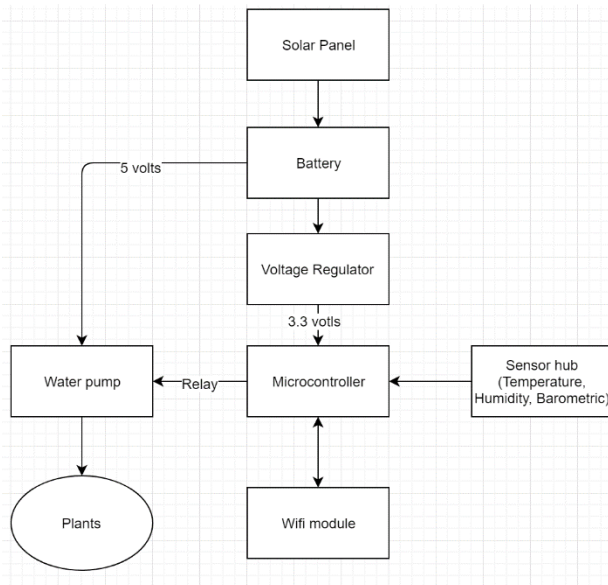 Solar Panel
Battery
5 volts
Voltage Regulator
3.3 votls
Water pump
Relay
Microcontroller
Sensor hub
(Temperature,
Humidity, Barometric)
Plants
Wifi module